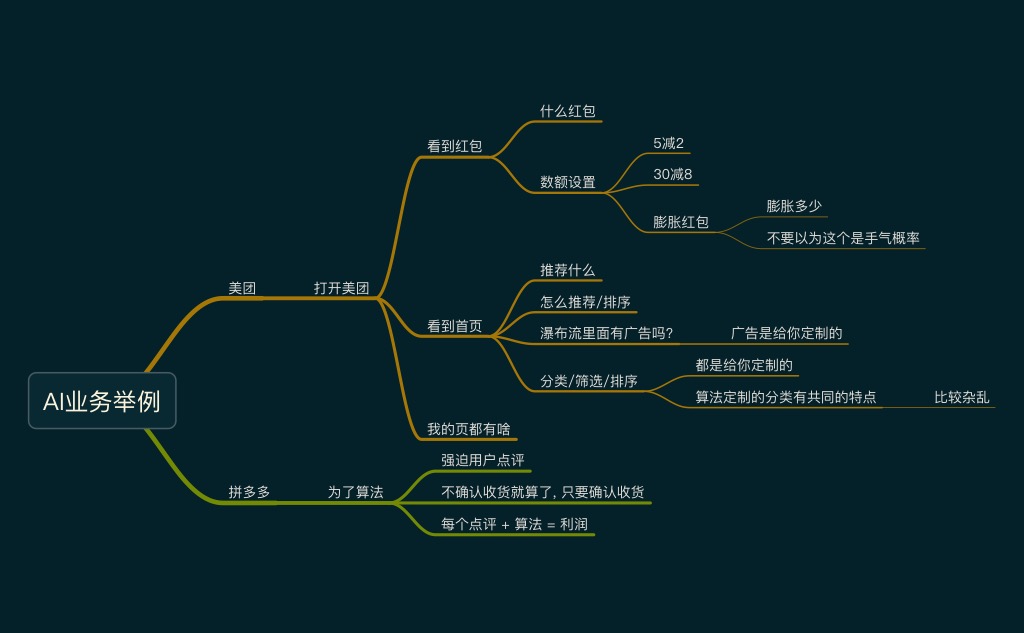 什么红包
看到红包
5减2
30减8
数额设置
膨胀多少
膨胀红包
不要以为这个是手气概率
推荐什么
美团
打开美团
怎么推荐/排序
看到首页
瀑布流里面有广告吗?
广告是给你定制的
都是给你定制的
分类/筛选/排序
算法定制的分类有共同的特点
比较杂乱
AI业务举例
我的页都有啥
强迫用户点评
拼多多
为了算法
不确认收货就算了, 只要确认收货
每个点评 + 算法 = 利润